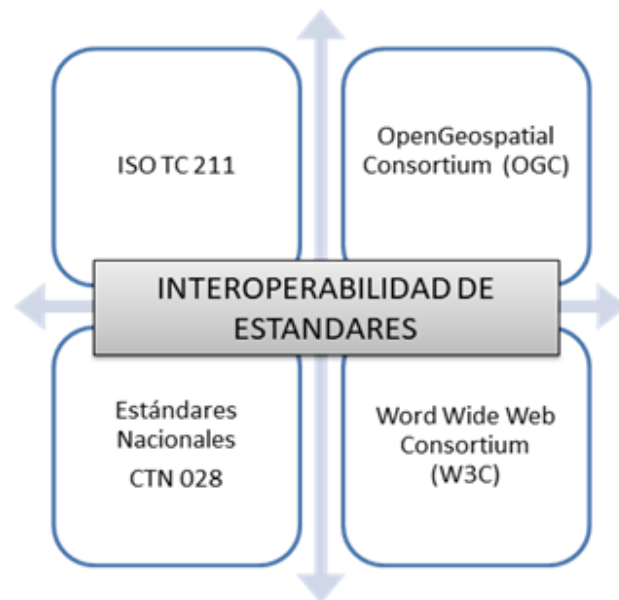 ISO TC 211
OpenGeospatial
Consortium (OGC)
INTEROPERABILIDAD DE
ESTANDARES
Estándares
Nacionales
CTN 028
Word Wide Web
Consortium
(W3C)